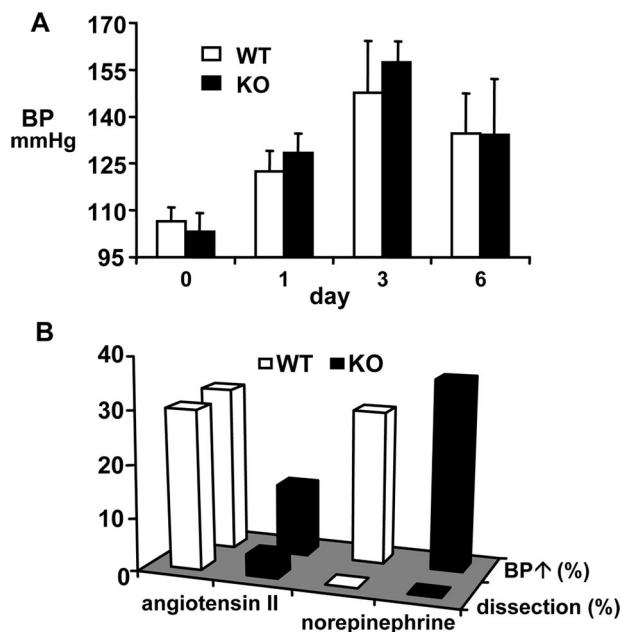 A
170
155
140
125
110
95
BP
mmHg
WT
KO
0 1 3 6
day
B
40
30
20
10
0
WT KO
angiotensin II
norepinephrine
BP↑ (%)
dissection (%)